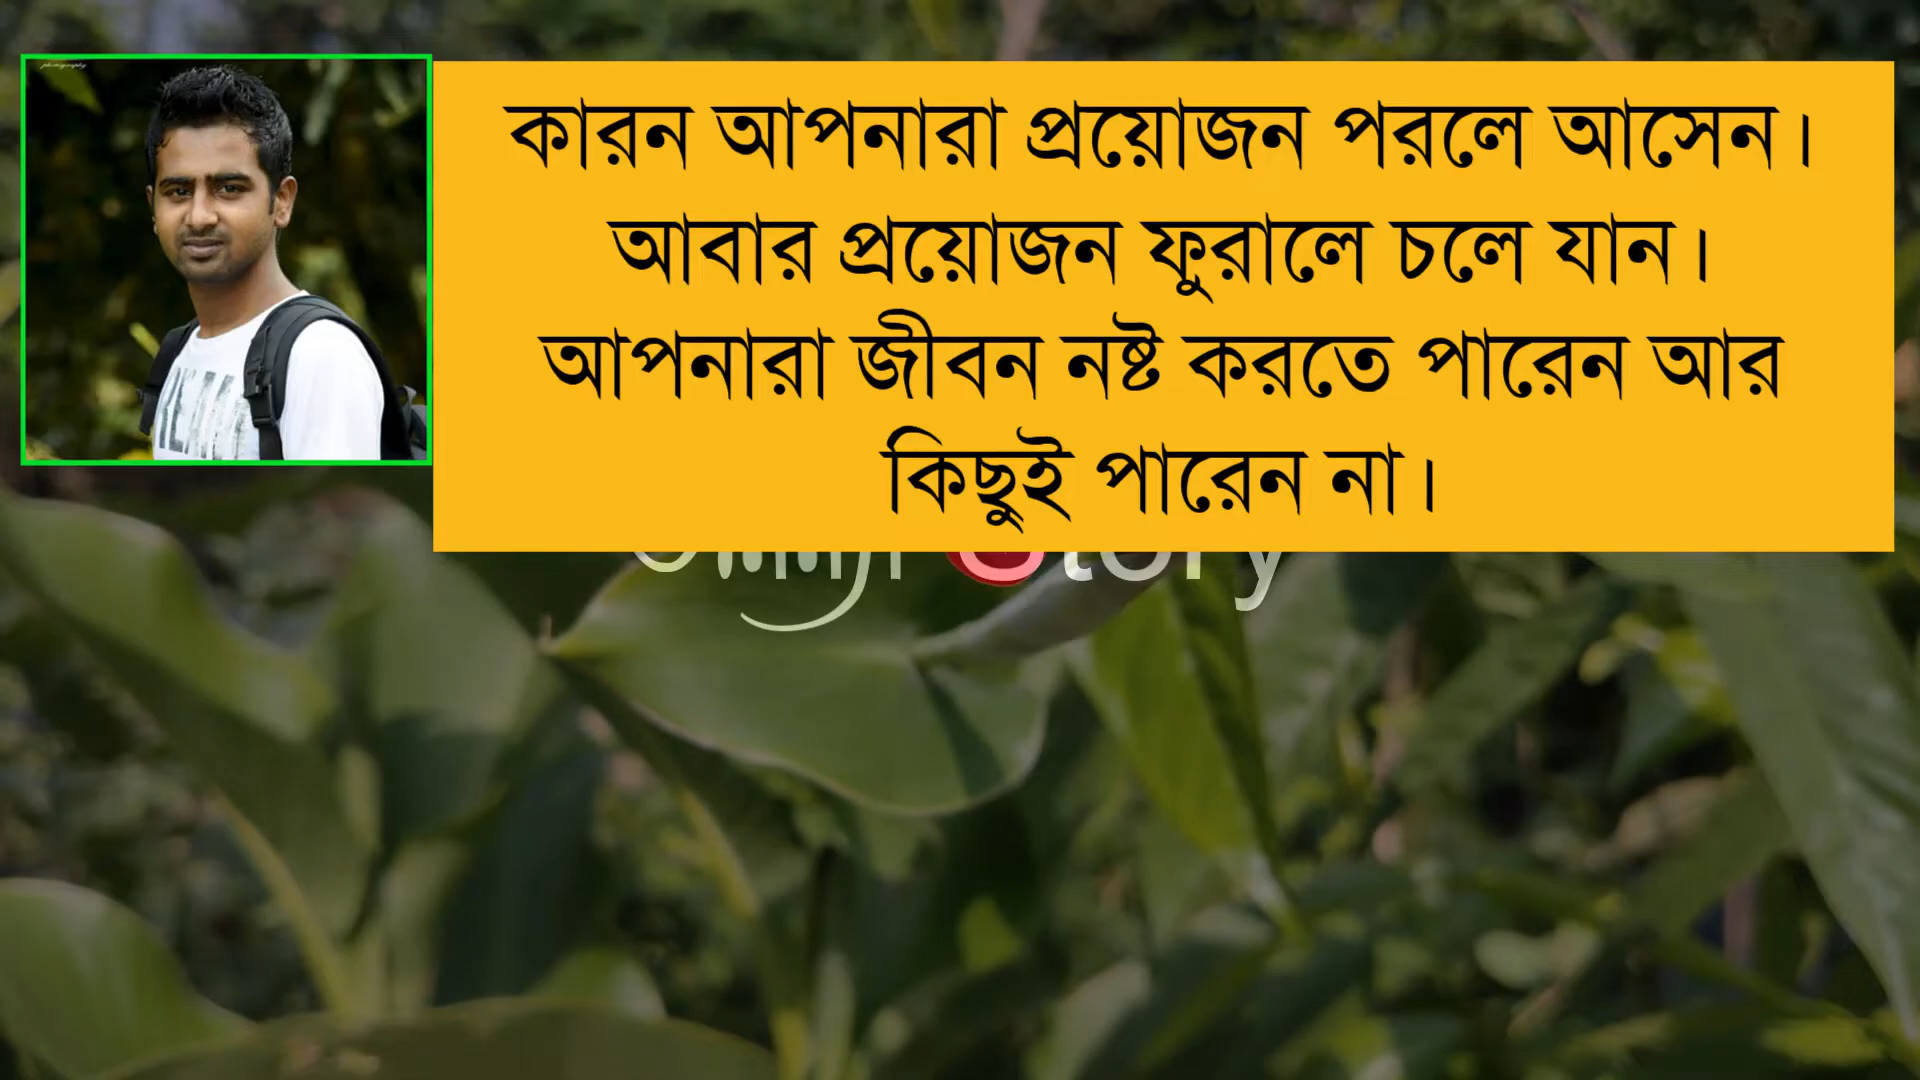 কারন আপনারা প্রয়োজন পরলে আসেন।
আবার প্রয়োজন ফুরালে চলে যান।
আপনারা জীবন নষ্ট করতে পারেন আর
কিছুই পারেন না।